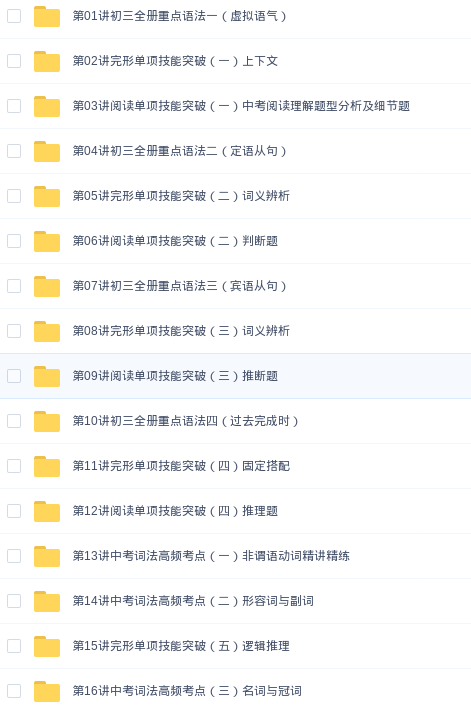 第01讲初三全册重点语法一（虚拟语气）
第02讲完形单项技能突破（一）上下文
第03讲阅读单项技能突破（一）中考阅读理解题型分析及细节题
第04讲初三全册重点语法二（定语从句）
第05讲完形单项技能突破（二）词义辨析
第06讲阅读单项技能突破（二）判断题
第07讲初三全册重点语法三（宾语从句）
第08讲完形单项技能突破（三）词义辨析
第09讲阅读单项技能突破（三）推断题
第10讲初三全册重点语法四（过去完成时）
第11讲完形单项技能突破（四）固定搭配
第12讲阅读单项技能突破（四）推理题
第13讲中考词法高频考点（一）非谓语动词精讲精练
第14讲中考词法高频考点（二）形容词与副词
第15讲完形单项技能突破（五）逻辑推理
第16讲中考词法高频考点（三）名词与冠词